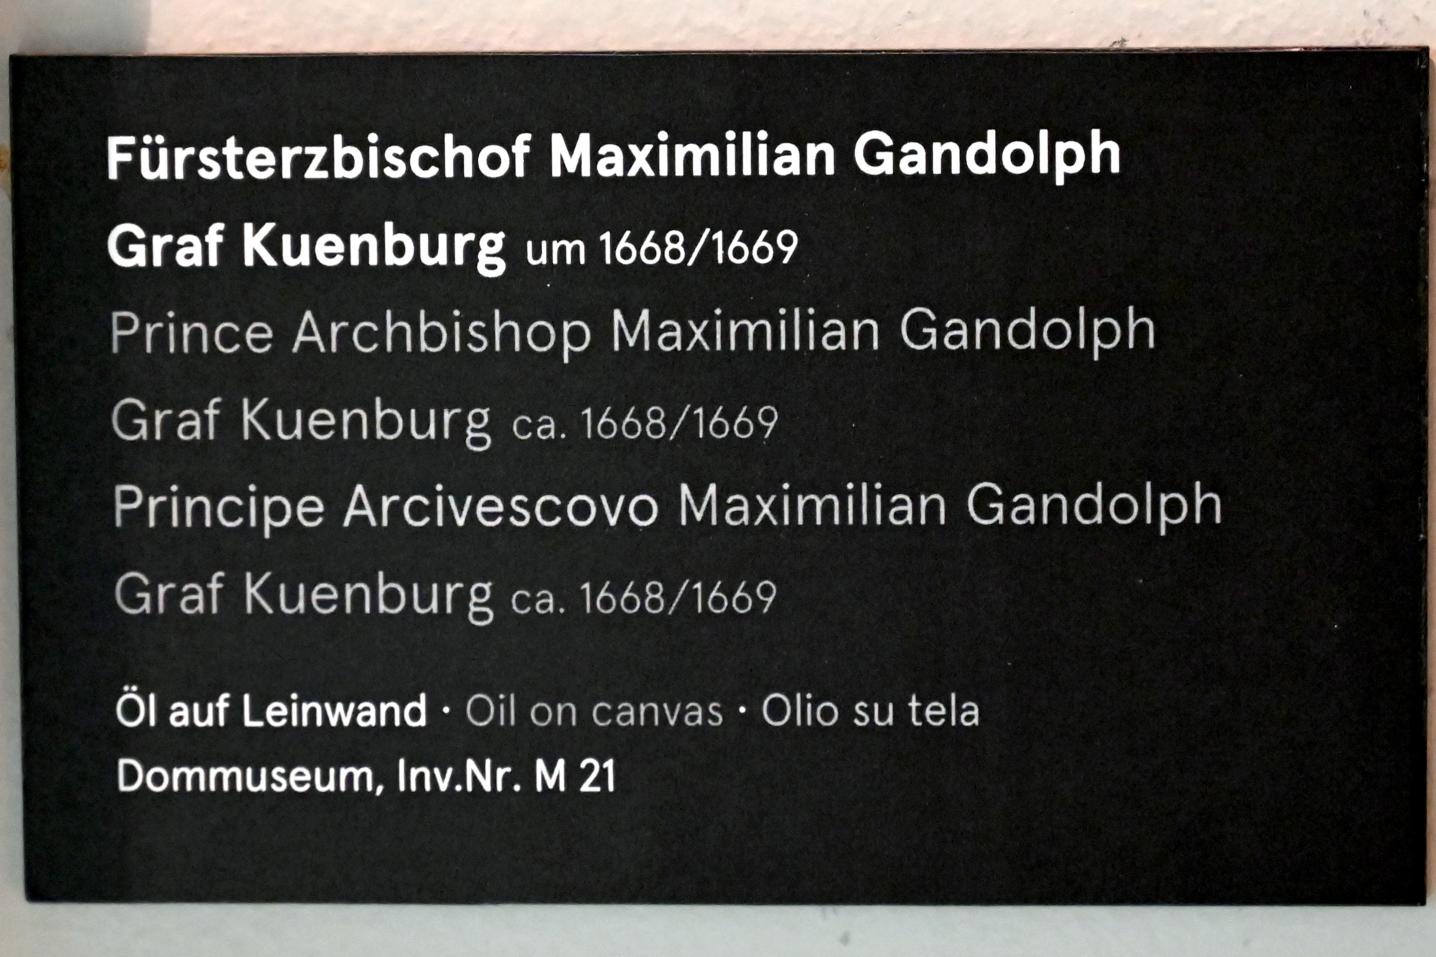 Fürsterzbischof Maximilian Gandolph
Graf Kuenburg um 1668/1669
Prince Archbishop Maximilian Gandolph
Graf Kuenburg ca. 1668/1669
Principe Arcivescovo Maximilian Gandolph
Graf Kuenburg ca. 1668/1669
Öl auf Leinwand · Oil on canvas · Olio su tela
Dommuseum, Inv.Nr. M 21